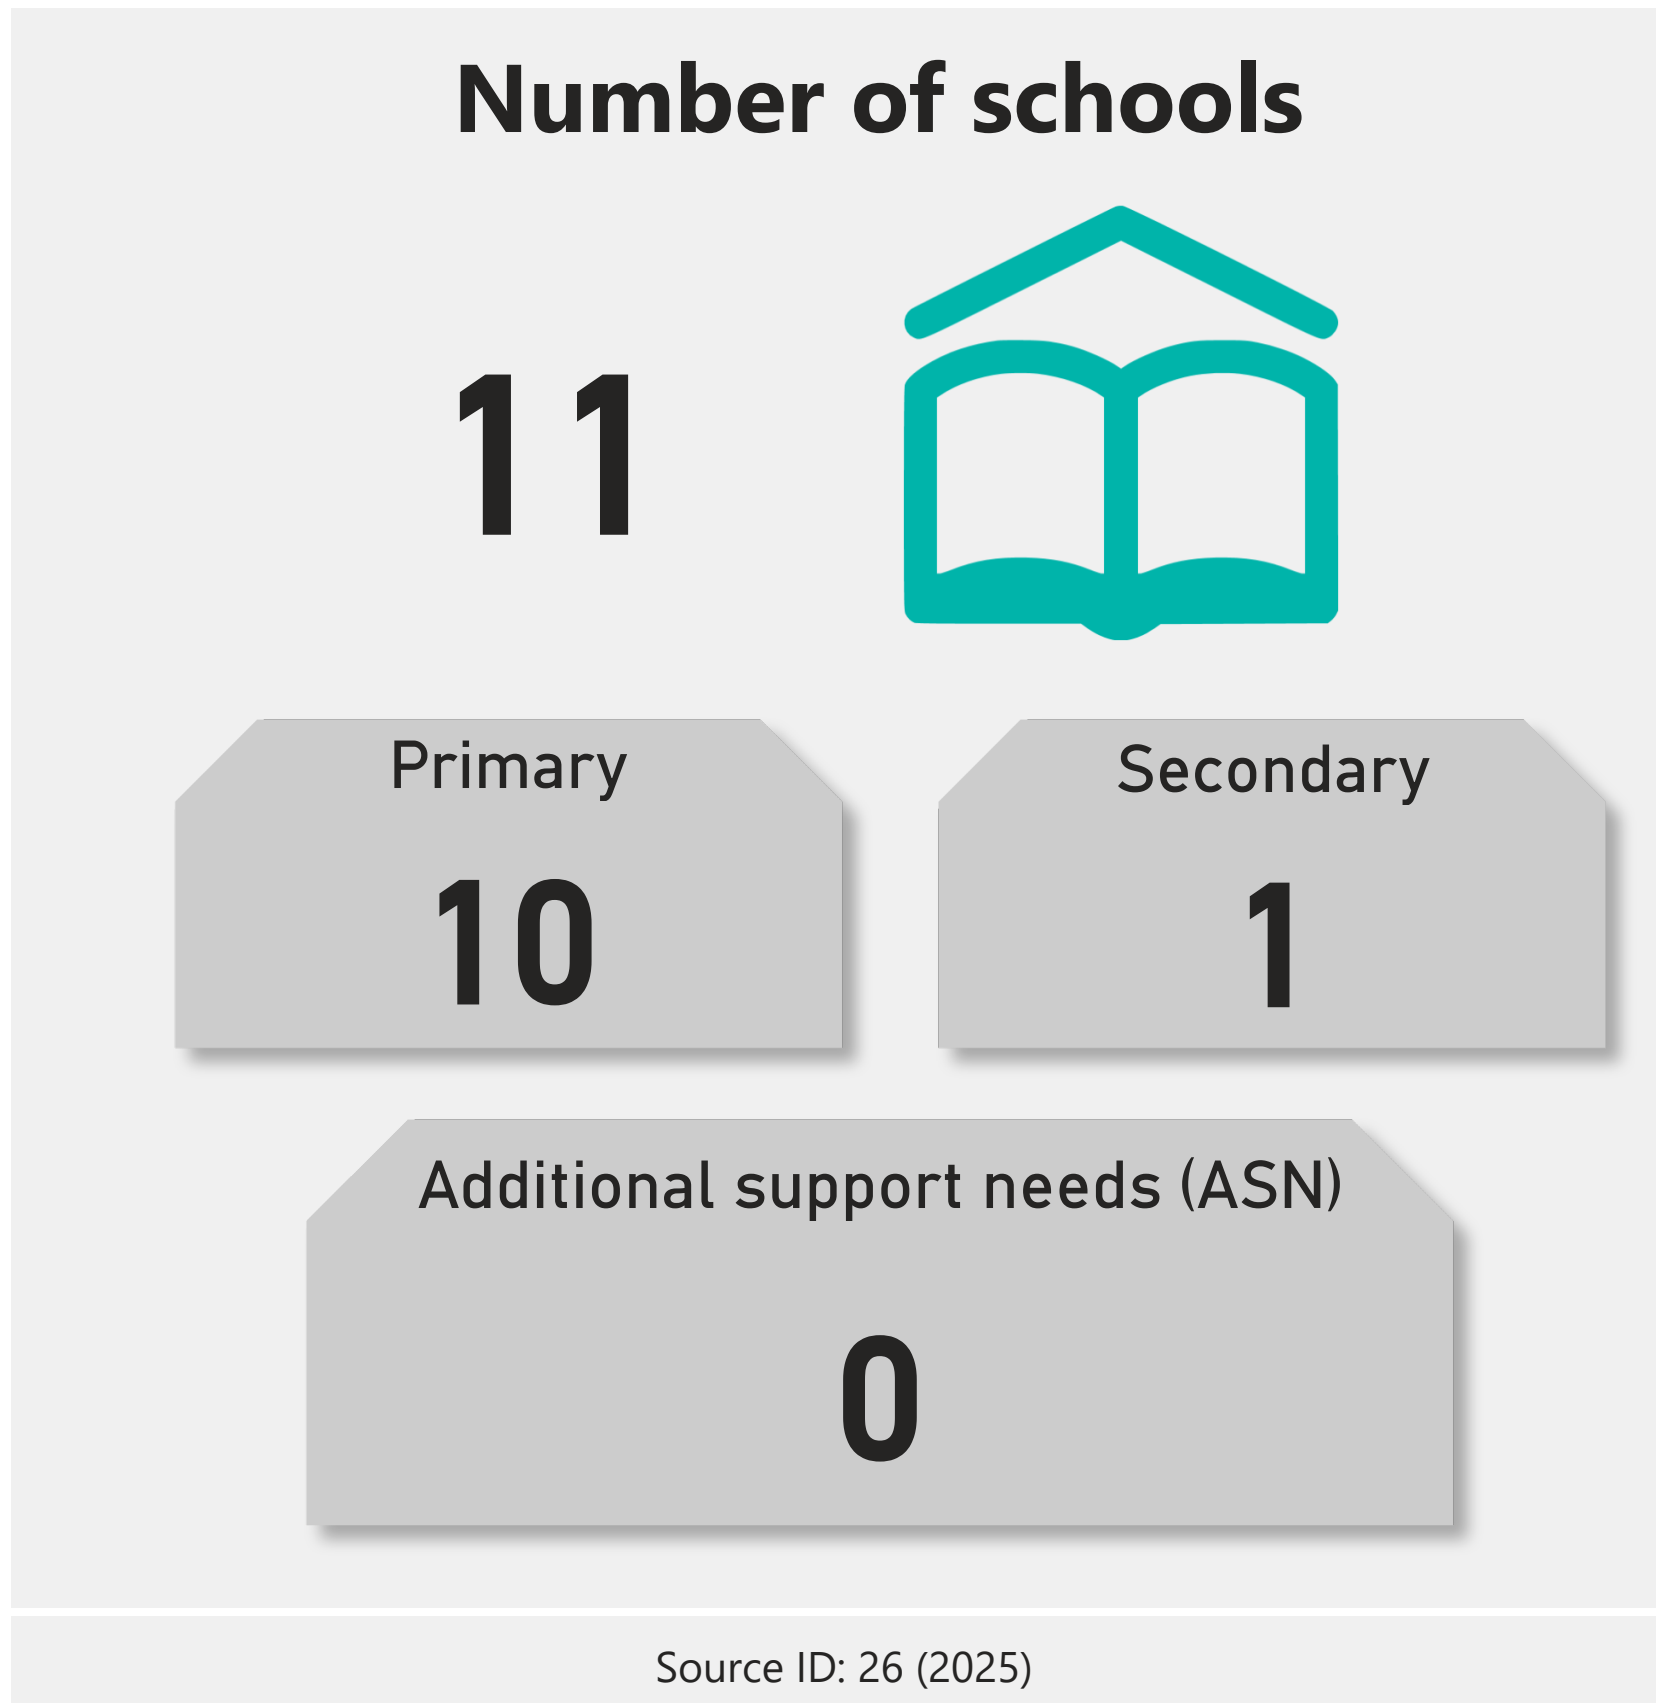 Number of schools
11
Primary
10
Secondary
1
Additional support needs (ASN)
0
Source ID: 26 (2025)